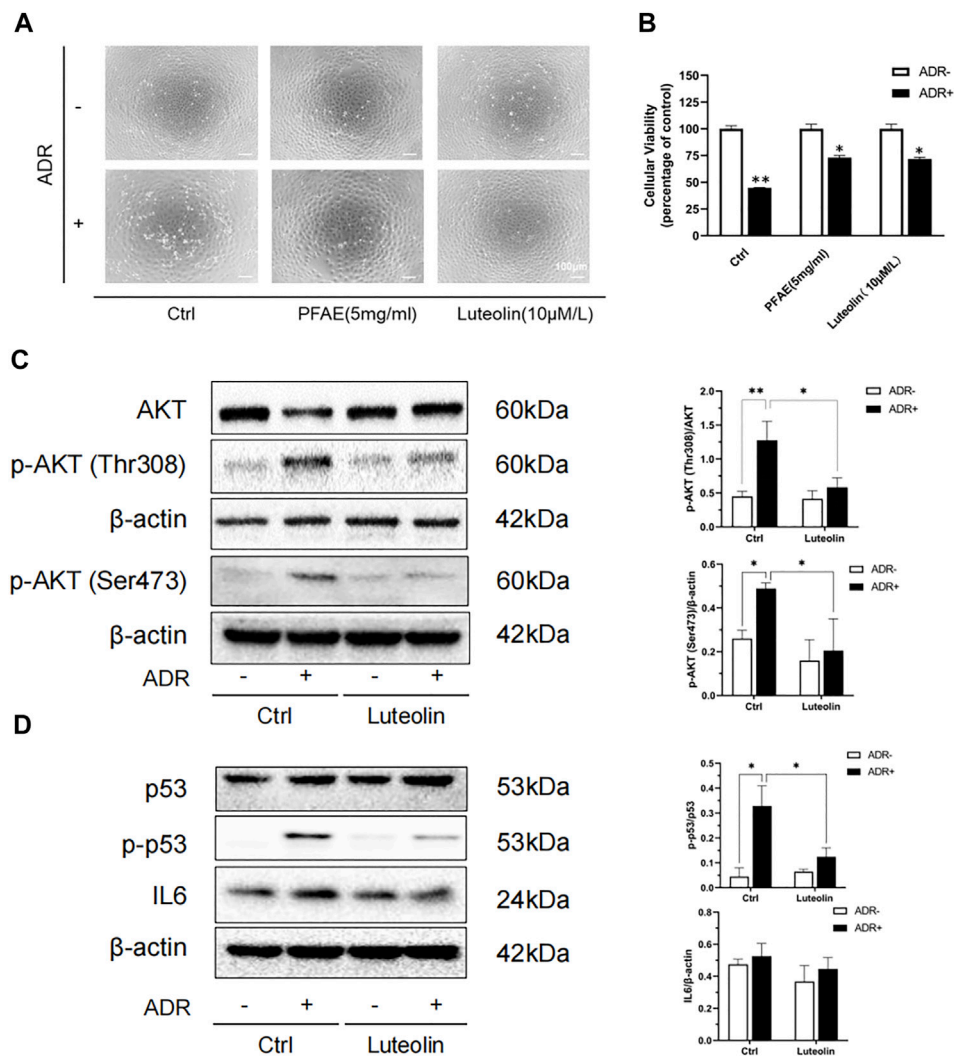 A
ADR
-
+
100μm
Ctrl
PFAE(5mg/ml)
Luteolin(10μM/L)
B
ADR-
ADR+
Cellular Viability
(percentage of control)
150
125
100
75
50
25
0
**
*
*
Ctrl
PFAE(5mg/ml)
Luteolin( 10μM/L)
C
AKT 60kDa
p-AKT (Thr308) 60kDa
β-actin 42kDa
p-AKT (Ser473) 60kDa
β-actin 42kDa
ADR - + - +
Ctrl Luteolin
p-AKT (Thr308)/AKT
2.0
1.5
1.0
0.5
0.0
** *
Ctrl Luteolin
ADR-
ADR+
p-AKT (Ser473)/β-actin
0.6
0.4
0.2
0.0
* *
Ctrl Luteolin
ADR-
ADR+
D
p53 53kDa
p-p53 53kDa
IL6 24kDa
β-actin 42kDa
ADR - + - +
Ctrl Luteolin
p-p53/p53
0.5
0.4
0.3
0.2
0.1
0.0
* *
Ctrl Luteolin
ADR-
ADR+
IL6/β-actin
0.8
0.6
0.4
0.2
0.0
Ctrl Luteolin
ADR-
ADR+